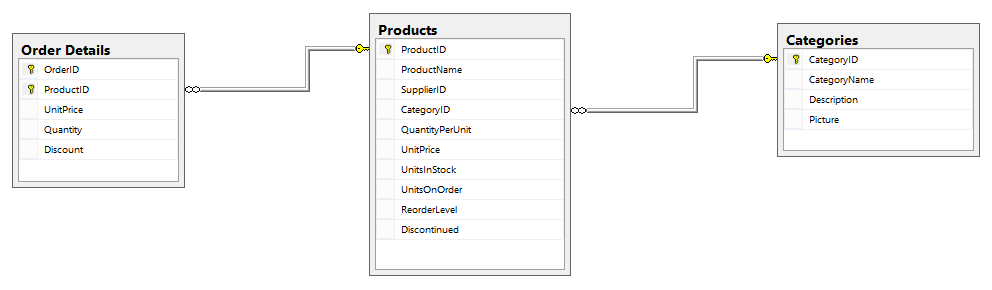 Order Details
OrderID
ProductID
UnitPrice
Quantity
Discount
Products
ProductID
ProductName
SupplierID
CategoryID
QuantityPerUnit
UnitPrice
UnitsInStock
UnitsOnOrder
ReorderLevel
Discontinued
Categories
CategoryID
CategoryName
Description
Picture